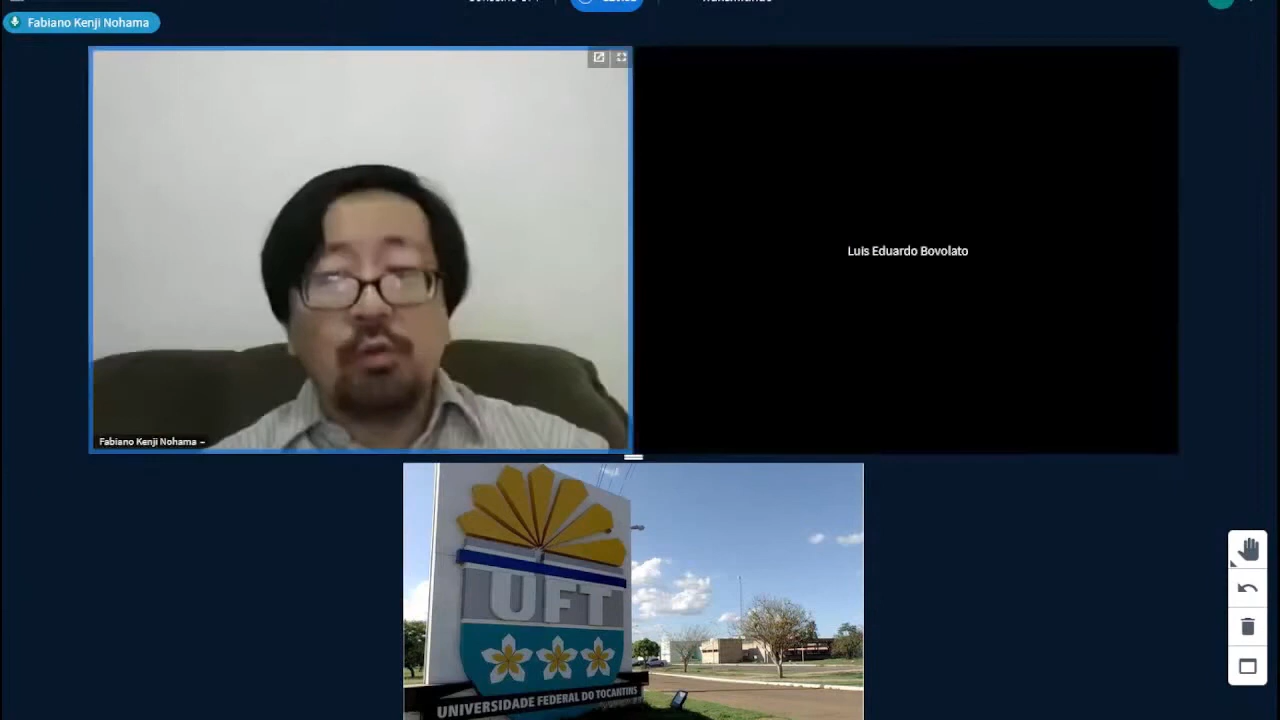 Fabiano Kenji Nohama
Luis Eduardo Bovolato
Fabiano Kenji Nohama –
UFT
UNIVERSIDADE FEDERAL DO TOCANTINS